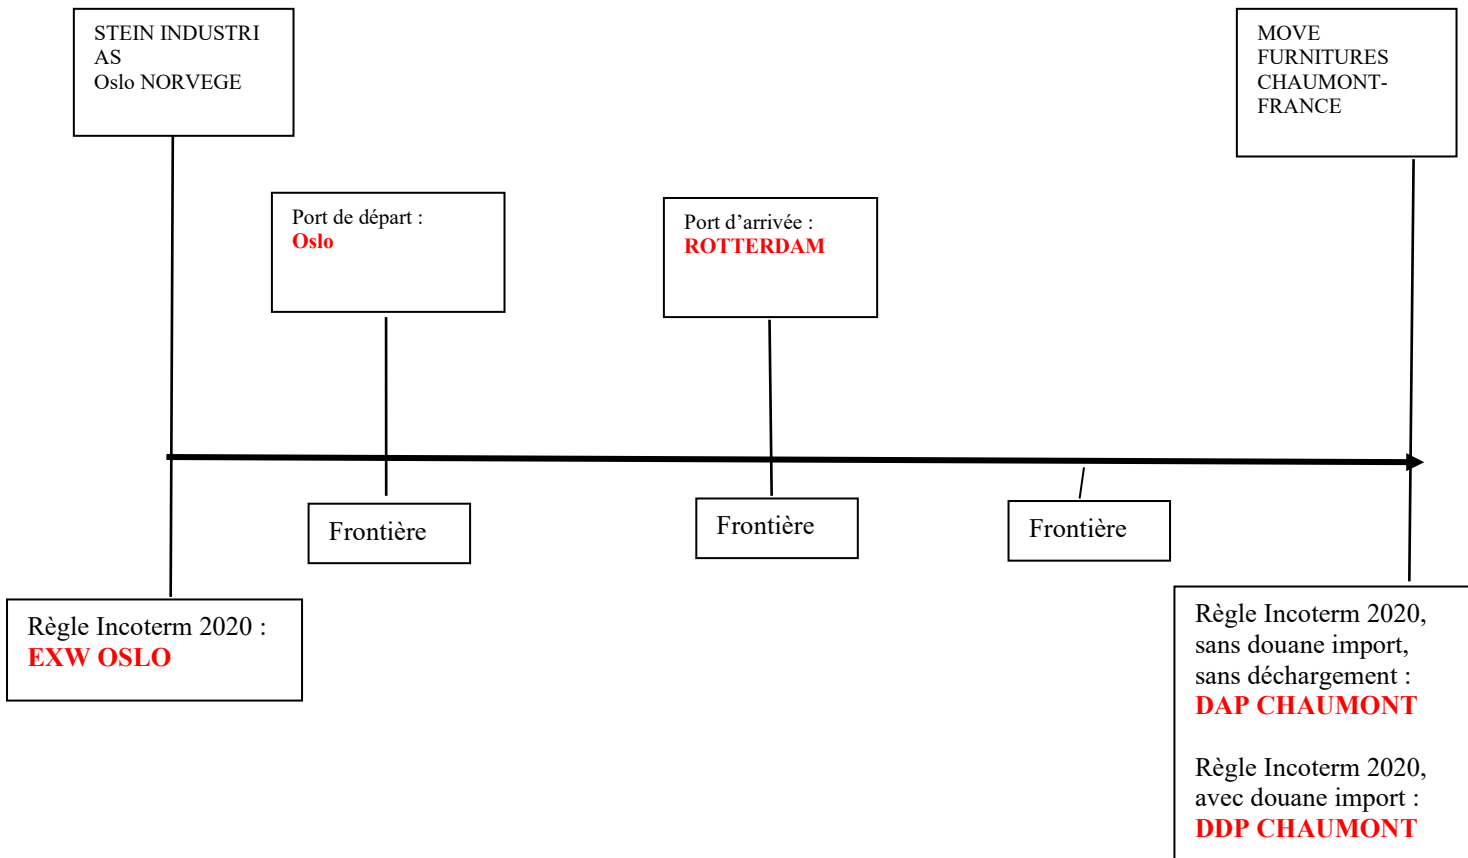 STEIN INDUSTRI
AS
Oslo NORVEGE
MOVE
FURNITURES
CHAUMONT-
FRANCE
Port de départ :
Oslo
Port d’arrivée :
ROTTERDAM
Frontière
Frontière
Frontière
Règle Incoterm 2020 :
EXW OSLO
Règle Incoterm 2020,
sans douane import,
sans déchargement :
DAP CHAUMONT
Règle Incoterm 2020,
avec douane import :
DDP CHAUMONT